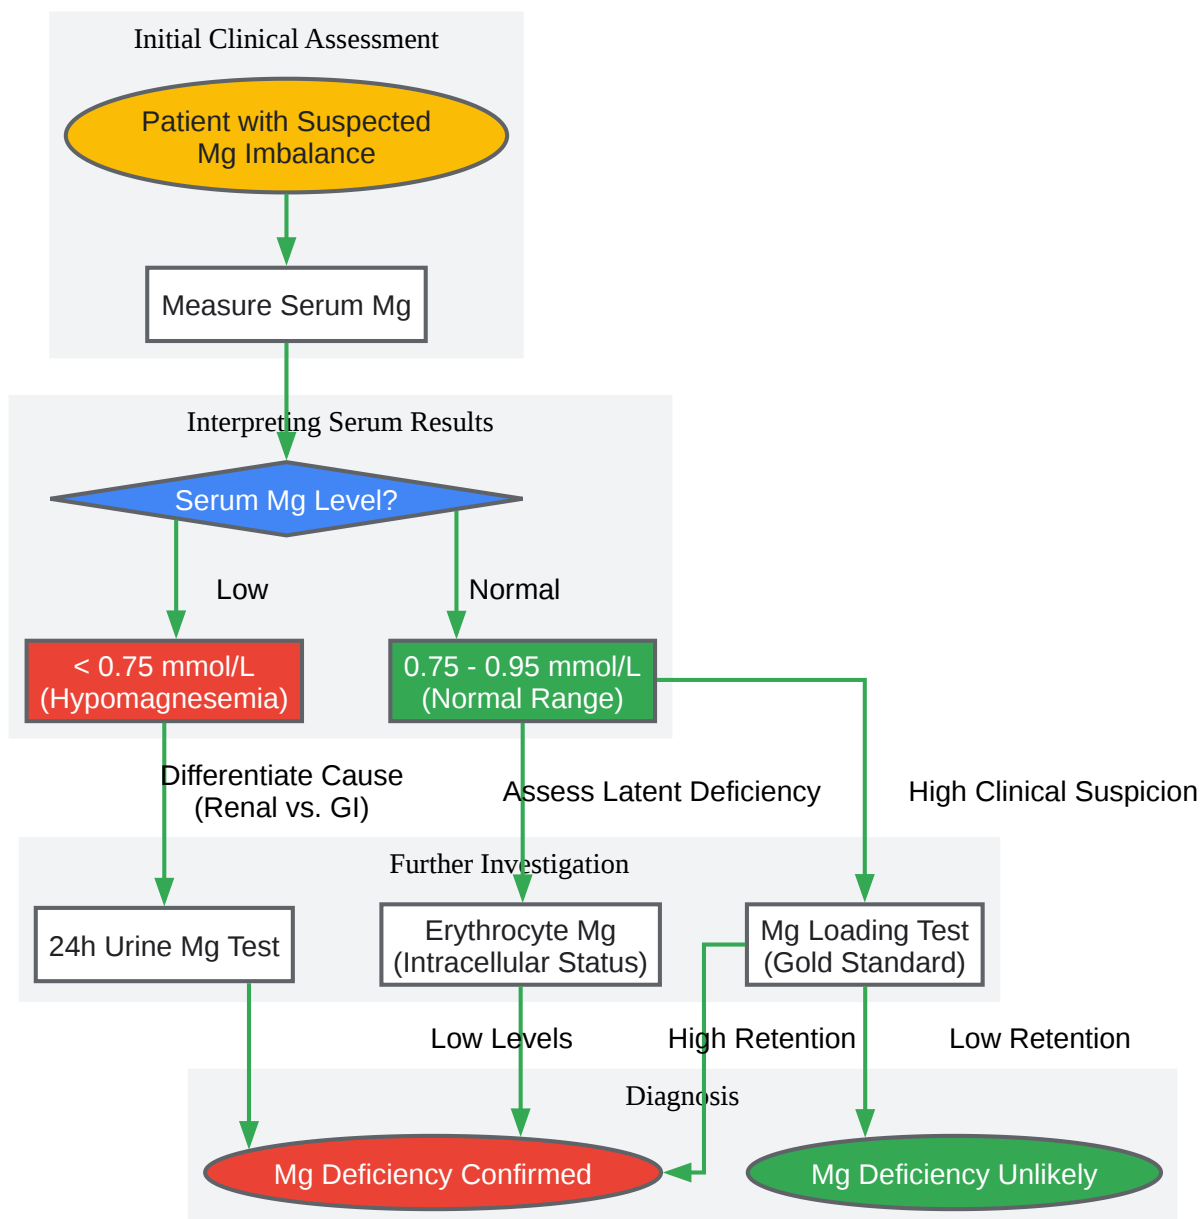 Initial Clinical Assessment
Patient with Suspected
Mg Imbalance
Measure Serum Mg
Interpreting Serum Results
Serum Mg Level?
Low
Normal
< 0.75 mmol/L
(Hypomagnesemia)
0.75 - 0.95 mmol/L
(Normal Range)
Differentiate Cause
(Renal vs. GI)
Assess Latent Deficiency
High Clinical Suspicion
Further Investigation
24h Urine Mg Test
Erythrocyte Mg
(Intracellular Status)
Mg Loading Test
(Gold Standard)
Low Levels
High Retention
Low Retention
Diagnosis
Mg Deficiency Confirmed
Mg Deficiency Unlikely